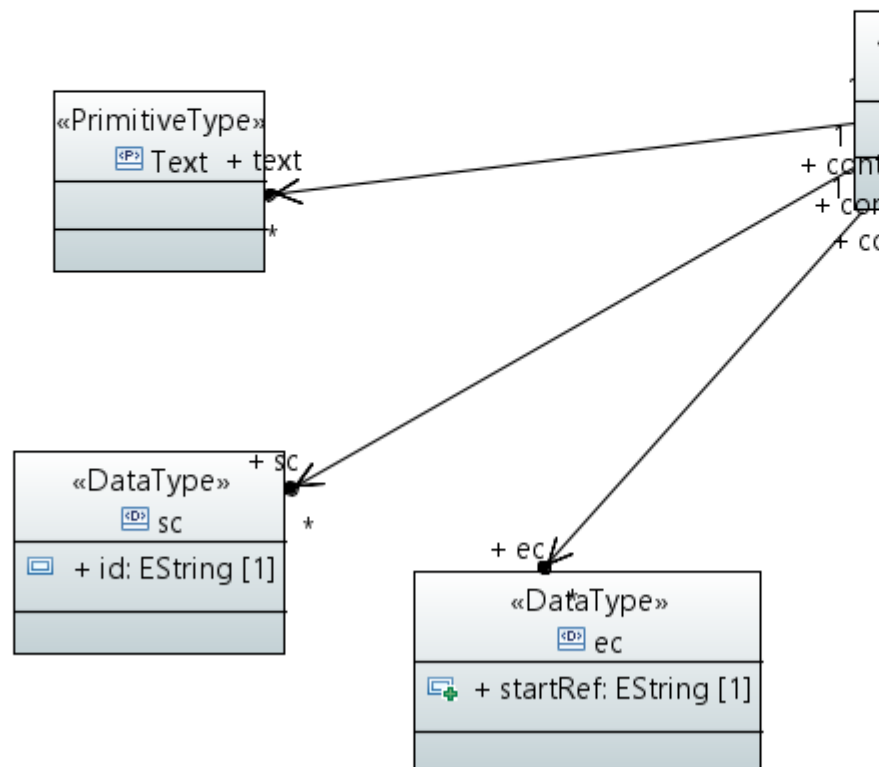 «PrimitiveType»
<P> Text + text
*
1
+ cont
1
+ con
+ co
+ sc
«DataType»
<D> sc
*
+ id: EString [1]
+ ec
*
«DataType»
<D> ec
+ startRef: EString [1]